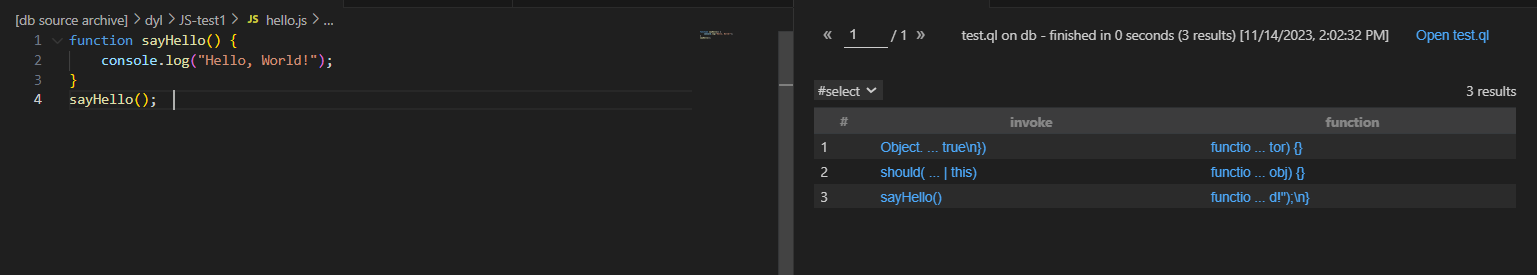 [db source archive] > dyl > JS-test1 > JS hello.js > ...
1 function sayHello() {
2 console.log("Hello, World!");
3 }
4 sayHello();
« 1 / 1 » test.ql on db - finished in 0 seconds (3 results) [11/14/2023, 2:02:32 PM] Open test.ql
#select 3 results
# invoke function
1 Object. ... true\n}) functio ... tor) {}
2 should( ... | this) functio ... obj) {}
3 sayHello() functio ... d!");\n}